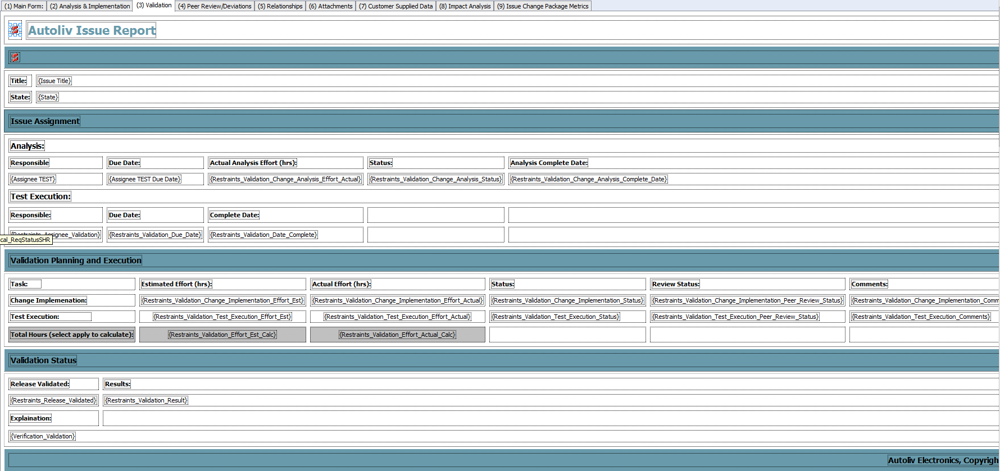 (1) Main Form: (2) Analysis & Implementation (3) Validation (4) Peer Review/Deviations (5) Relationships (6) Attachments (7) Customer Supplied Data (8) Impact Analysis (9) Issue Change Package Metrics
Autoliv Issue Report
Title: {Issue Title}
State: {State}
Issue Assignment
Analysis:
Responsible Due Date: Actual Analysis Effort (hrs): Status: Analysis Complete Date:
{Assignee TEST} {Assignee TEST Due Date} {Restraints_Validation_Change_Analysis_Effort_Actual} {Restraints_Validation_Change_Analysis_Status} {Restraints_Validation_Change_Analysis_Complete_Date}
Test Execution:
Responsible: Due Date: Complete Date:
{Restraints_Assignee_Validation} {Restraints_Validation_Due_Date} {Restraints_Validation_Date_Complete}
cal_ReqStatusSHR
Validation Planning and Execution
Task: Estimated Effort (hrs): Actual Effort (hrs): Status: Review Status: Comments:
Change Implemenation: {Restraints_Validation_Change_Implementation_Effort_Est} {Restraints_Validation_Change_Implementation_Effort_Actual} {Restraints_Validation_Change_Implementation_Status} {Restraints_Validation_Change_Implementation_Peer_Review_Status} {Restraints_Validation_Change_Implementation_Comm
Test Execution: {Restraints_Validation_Test_Execution_Effort_Est} {Restraints_Validation_Test_Execution_Effort_Actual} {Restraints_Validation_Test_Execution_Status} {Restraints_Validation_Test_Execution_Peer_Review_Status} {Restraints_Validation_Test_Execution_Comments}
Total Hours (select apply to calculate): {Restraints_Validation_Effort_Est_Calc} {Restraints_Validation_Effort_Actual_Calc}
Validation Status
Release Validated: Results:
{Restraints_Release_Validated} {Restraints_Validation_Result}
Explaination:
{Verification_Validation}
Autoliv Electronics, Copyrigh